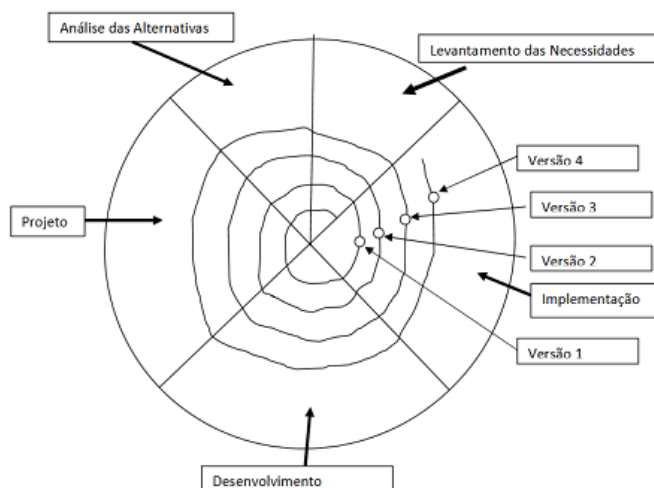 Análise das Alternativas
Levantamento das Necessidades
Versão 4
Versão 3
Projeto
Versão 2
Implementação
Versão 1
Desenvolvimento